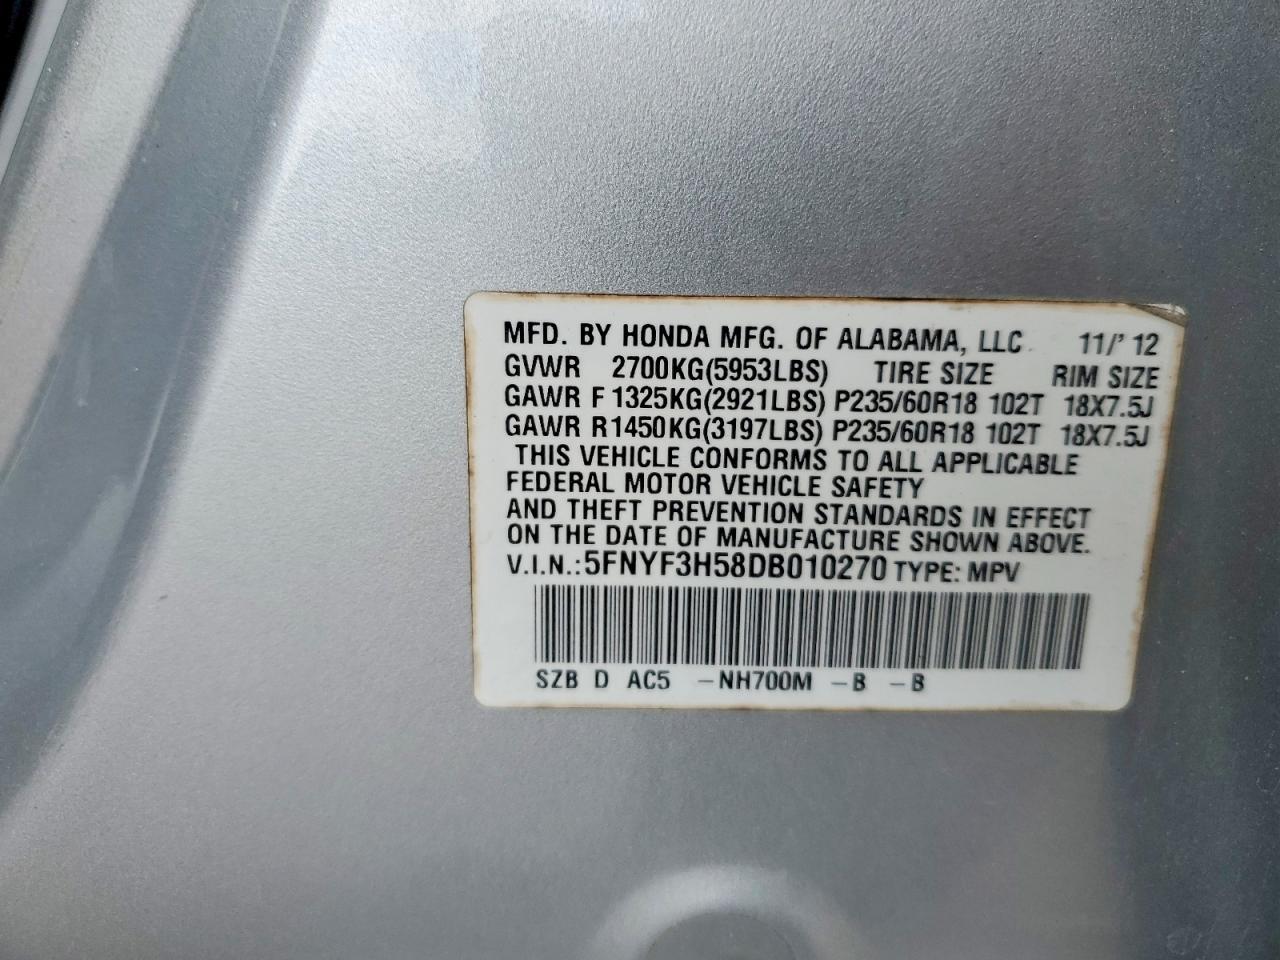 MFD. BY HONDA MFG. OF ALABAMA, LLC 11/' 12
GVWR 2700KG(5953LBS) TIRE SIZE RIM SIZE
GAWR F 1325KG(2921LBS) P235/60R18 102T 18X7.5J
GAWR R 1450KG(3197LBS) P235/60R18 102T 18X7.5J
THIS VEHICLE CONFORMS TO ALL APPLICABLE
FEDERAL MOTOR VEHICLE SAFETY
AND THEFT PREVENTION STANDARDS IN EFFECT
ON THE DATE OF MANUFACTURE SHOWN ABOVE.
V.I.N.:5FNYF3H58DB010270 TYPE: MPV
SZB D AC5 -NH700M -B -B